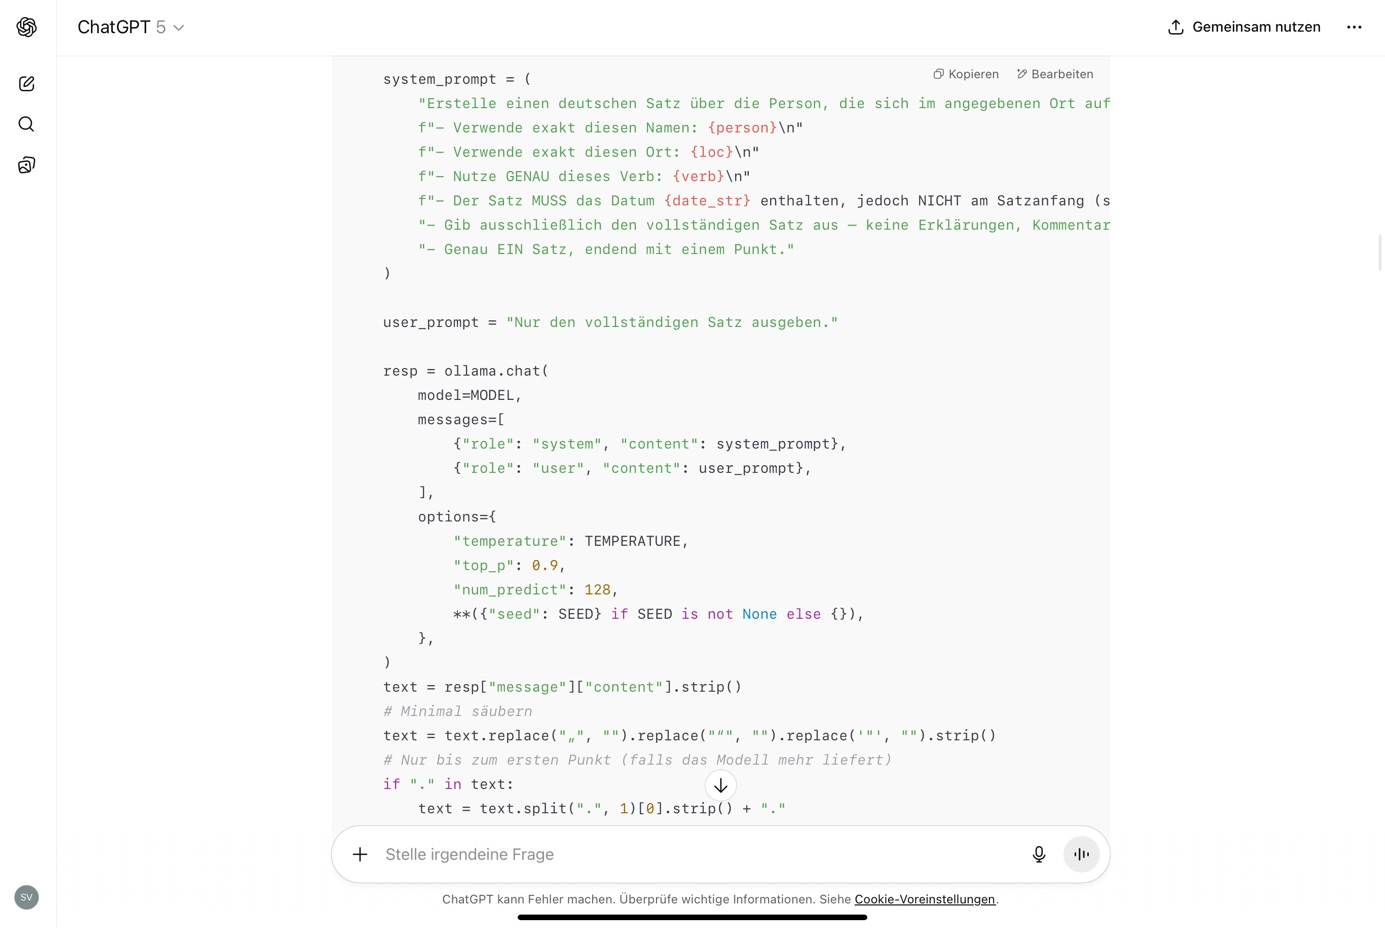 ChatGPT 5
Gemeinsam nutzen
Kopieren Bearbeiten
system_prompt = (
"Erstelle einen deutschen Satz über die Person, die sich im angegebenen Ort auf
f"– Verwende exakt diesen Namen: {person}\n"
f"– Verwende exakt diesen Ort: {loc}\n"
f"– Nutze GENAU dieses Verb: {verb}\n"
f"– Der Satz MUSS das Datum {date_str} enthalten, jedoch NICHT am Satzanfang (s
"– Gib ausschließlich den vollständigen Satz aus — keine Erklärungen, Kommentar
"– Genau EIN Satz, endend mit einem Punkt."
)
user_prompt = "Nur den vollständigen Satz ausgeben."
resp = ollama.chat(
model=MODEL,
messages=[
{"role": "system", "content": system_prompt},
{"role": "user", "content": user_prompt},
],
options={
"temperature": TEMPERATURE,
"top_p": 0.9,
"num_predict": 128,
**({"seed": SEED} if SEED is not None else {}),
},
)
text = resp["message"]["content"].strip()
# Minimal säubern
text = text.replace("„", "").replace("“", "").replace('"', "").strip()
# Nur bis zum ersten Punkt (falls das Modell mehr liefert)
if "." in text:
text = text.split(".", 1)[0].strip() + "."
Stelle irgendeine Frage
SV
ChatGPT kann Fehler machen. Überprüfe wichtige Informationen. Siehe Cookie-Voreinstellungen.